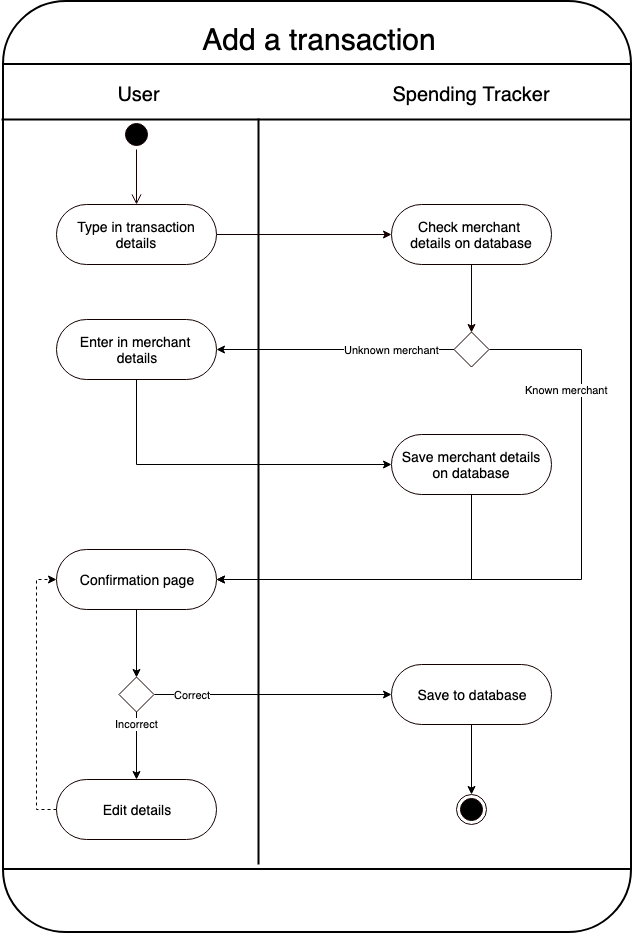 Add a transaction
User
Spending Tracker
Type in transaction
details
Check merchant
details on database
Enter in merchant
details
Unknown merchant
Known merchant
Save merchant details
on database
Confirmation page
Correct
Save to database
Incorrect
Edit details